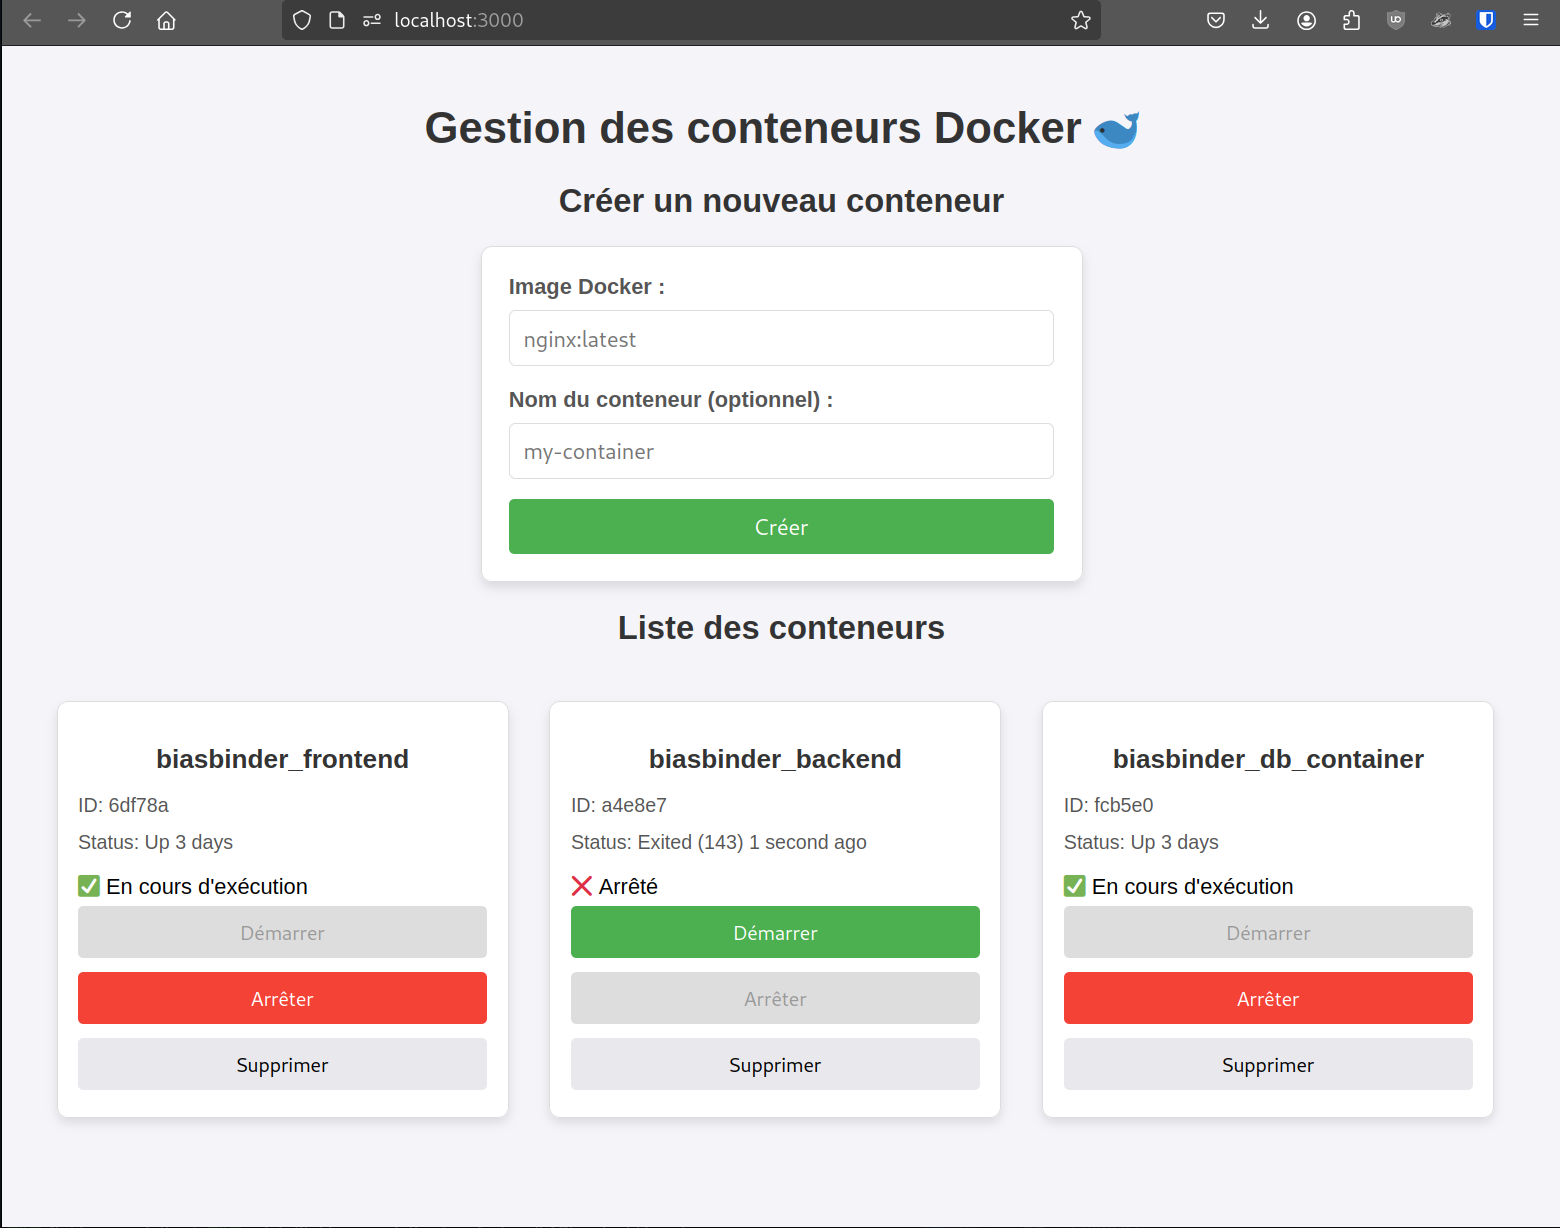 localhost:3000
Gestion des conteneurs Docker 🐳
Créer un nouveau conteneur
Image Docker :
nginx:latest
Nom du conteneur (optionnel) :
my-container
Créer
Liste des conteneurs
biasbinder_frontend
ID: 6df78a
Status: Up 3 days
✅ En cours d'exécution
Démarrer
Arrêter
Supprimer
biasbinder_backend
ID: a4e8e7
Status: Exited (143) 1 second ago
❌ Arrêté
Démarrer
Arrêter
Supprimer
biasbinder_db_container
ID: fcb5e0
Status: Up 3 days
✅ En cours d'exécution
Démarrer
Arrêter
Supprimer